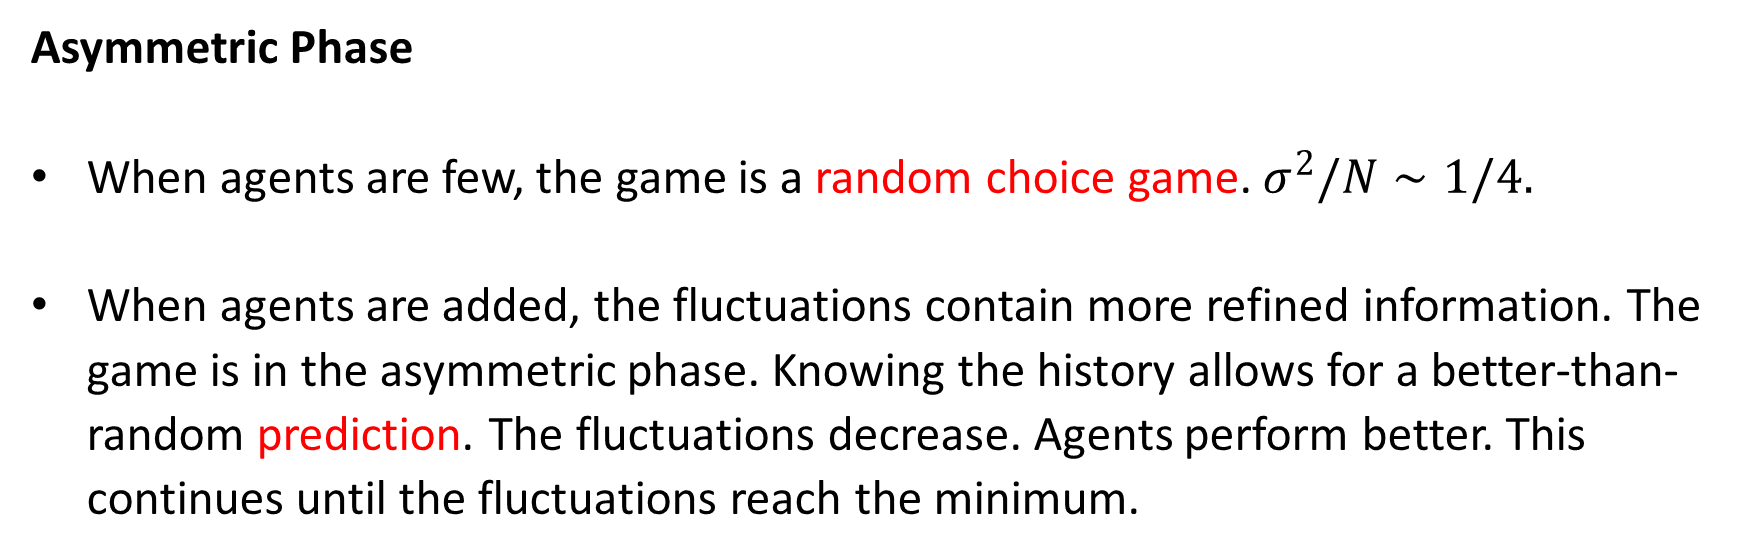 Asymmetric Phase
• When agents are few, the game is a random choice game. σ²/N ~ 1/4.
• When agents are added, the fluctuations contain more refined information. The
game is in the asymmetric phase. Knowing the history allows for a better-than-
random prediction. The fluctuations decrease. Agents perform better. This
continues until the fluctuations reach the minimum.